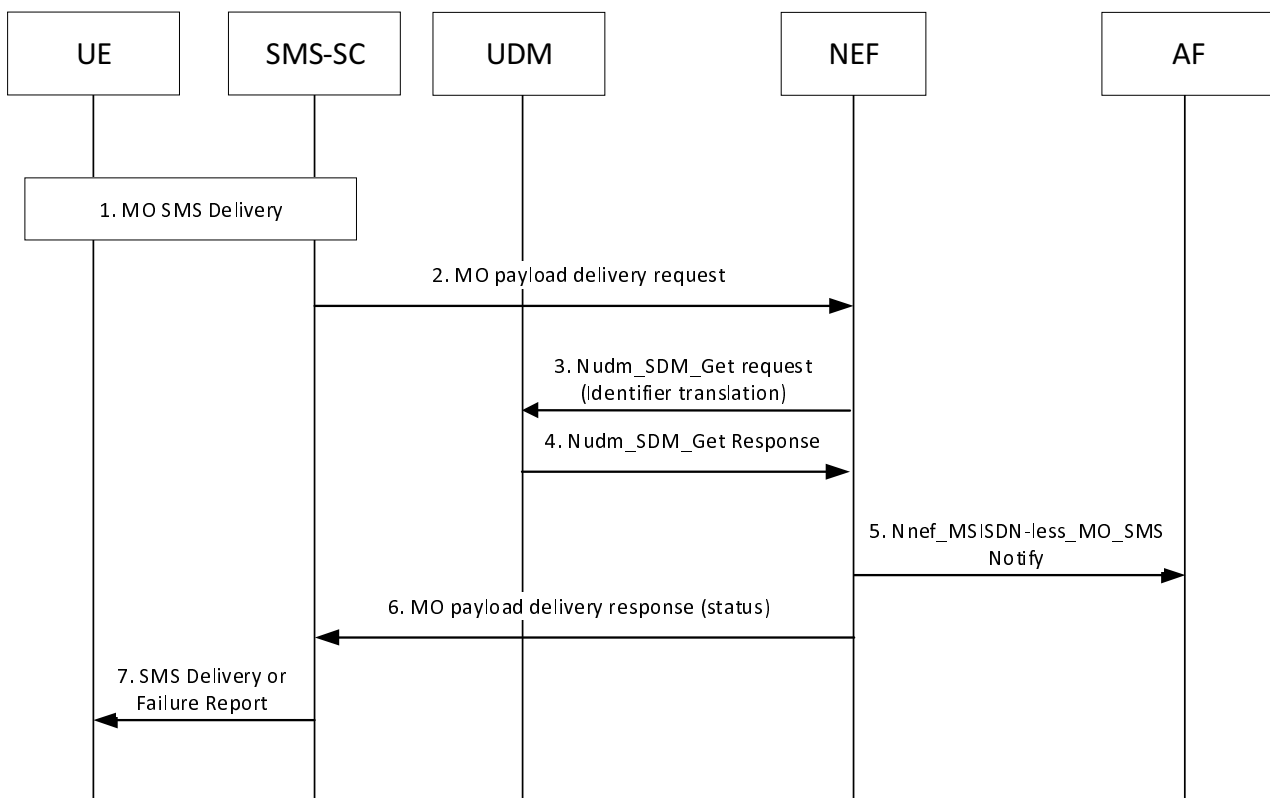 UE
SMS-SC
UDM
NEF
AF
1. MO SMS Delivery
2. MO payload delivery request
3. Nudm_SDM_Get request
(Identifier translation)
4. Nudm_SDM_Get Response
5. Nnef_MSISDN-less_MO_SMS
Notify
6. MO payload delivery response (status)
7. SMS Delivery or
Failure Report